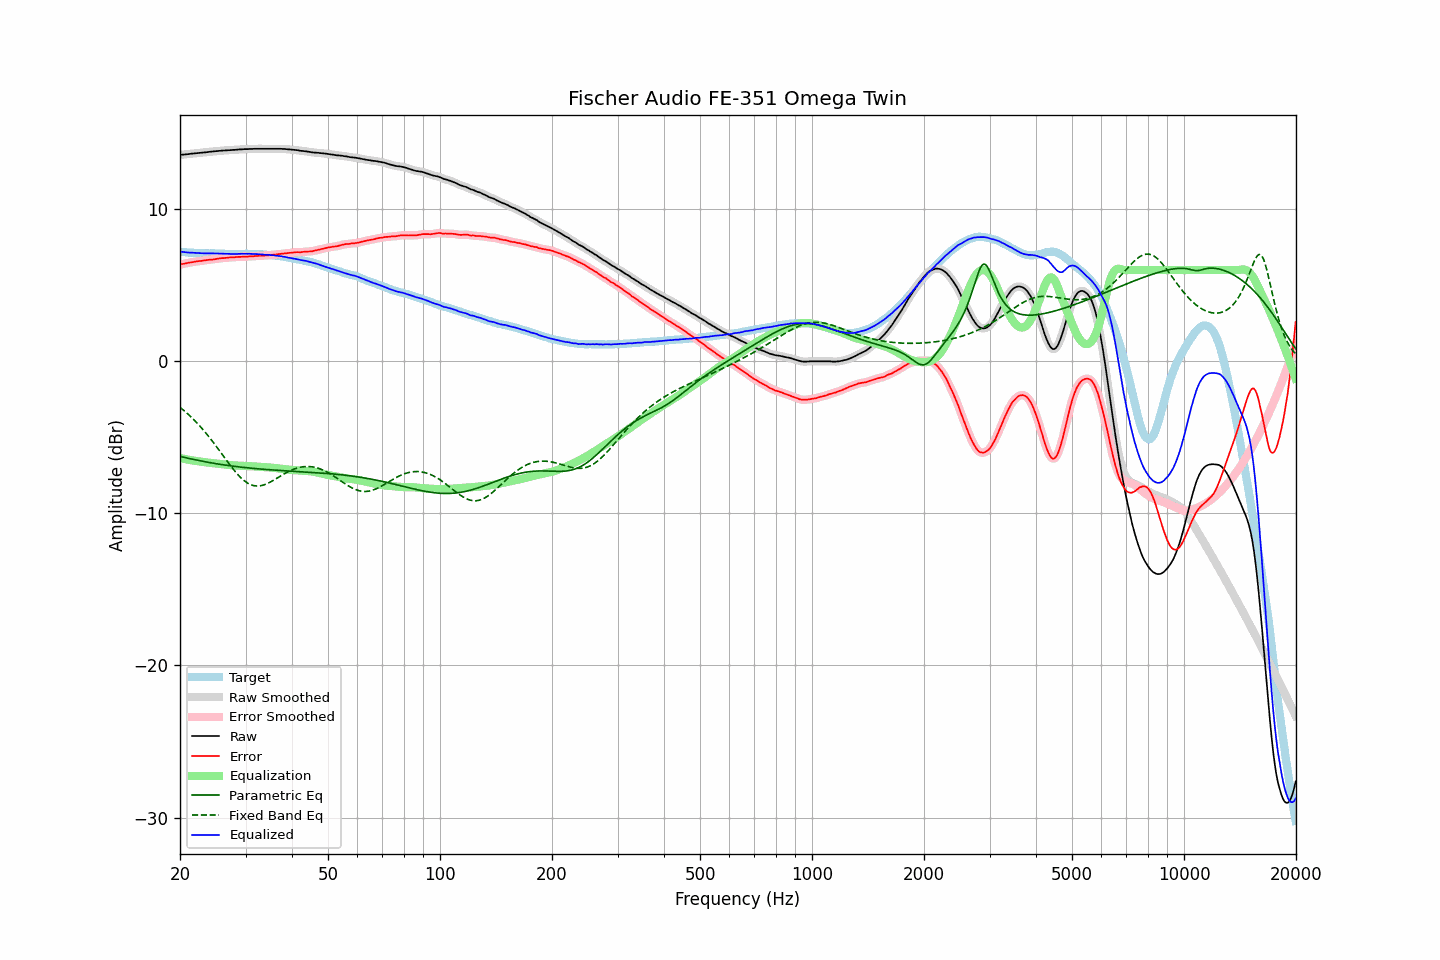 Fischer Audio FE-351 Omega Twin
Amplitude (dBr)
10
0
−10
−20
−30
Target
Raw Smoothed
Error Smoothed
Raw
Error
Equalization
Parametric Eq
Fixed Band Eq
Equalized
20 50 100 200 500 1000 2000 5000 10000 20000
Frequency (Hz)